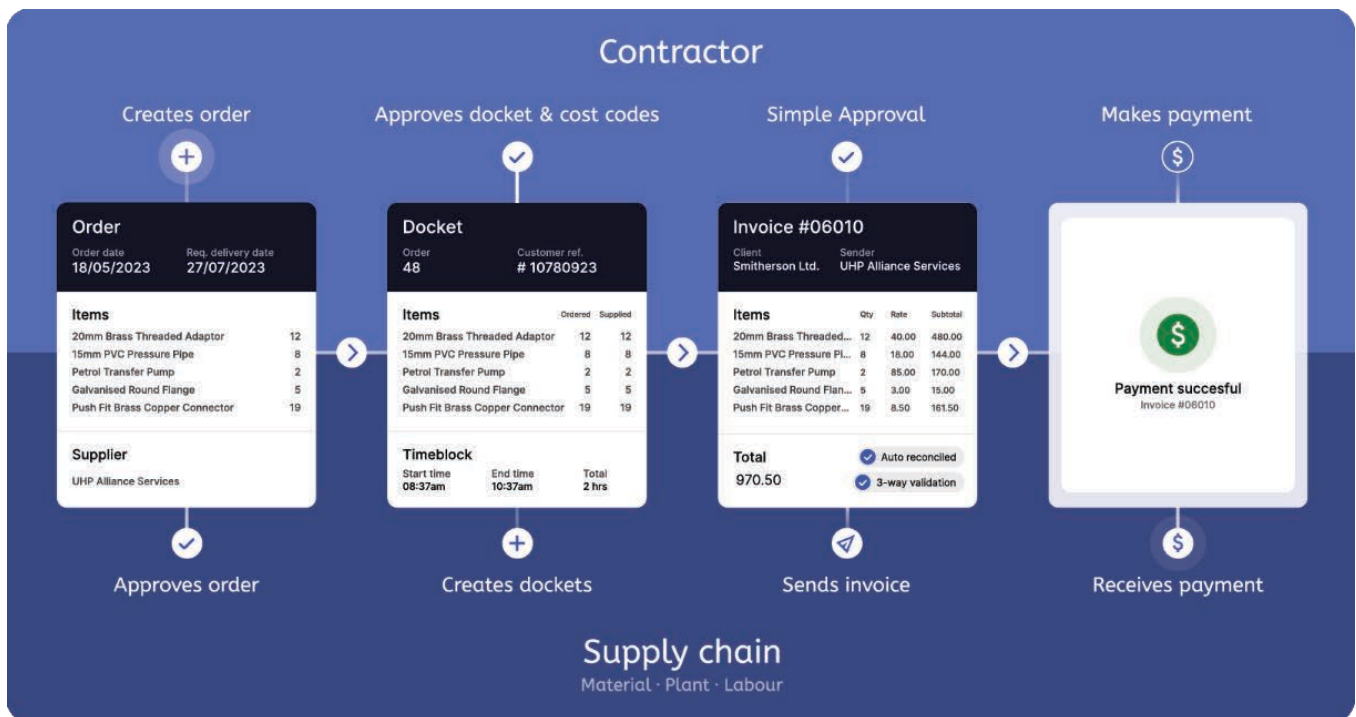 Contractor
Creates order
Approves docket & cost codes
Simple Approval
Makes payment
Order
Order date Req. delivery date
18/05/2023 27/07/2023
Items
20mm Brass Threaded Adaptor 12
15mm PVC Pressure Pipe 8
Petrol Transfer Pump 2
Galvanised Round Flange 5
Push Fit Brass Copper Connector 19
Supplier
UHP Alliance Services
Approves order
Docket
Order Customer ref.
48 # 10780923
Items Ordered Supplied
20mm Brass Threaded Adaptor 12 12
15mm PVC Pressure Pipe 8 8
Petrol Transfer Pump 2 2
Galvanised Round Flange 5 5
Push Fit Brass Copper Connector 19 19
Timeblock
Start time End time Total
08:37am 10:37am 2 hrs
Creates dockets
Invoice #06010
Client Sender
Smitherson Ltd. UHP Alliance Services
Items Qty Rate Subtotal
20mm Brass Threaded... 12 40.00 480.00
15mm PVC Pressure Pi... 8 18.00 144.00
Petrol Transfer Pump 2 85.00 170.00
Galvanised Round Flan... 5 3.00 15.00
Push Fit Brass Copper... 19 8.50 161.50
Total Auto reconciled
970.50 3-way validation
Sends invoice
$
$
Payment succesful
Invoice #06010
$
Receives payment
Supply chain
Material · Plant · Labour